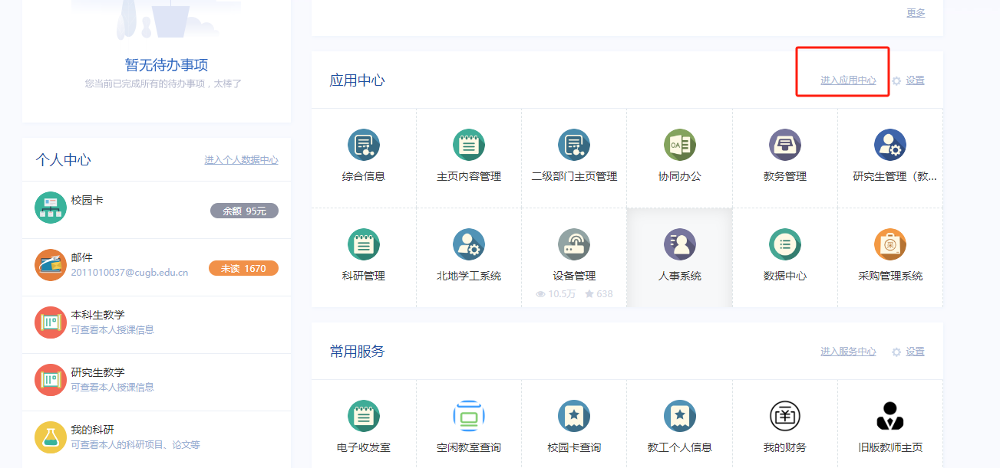 暂无待办事项
您当前已完成所有的待办事项，太棒了
个人中心
进入个人数据中心
校园卡
余额 95元
邮件
2011010037@cugb.edu.cn
未读 1670
本科生教学
可查看本人授课信息
研究生教学
可查看本人授课信息
我的科研
可查看本人的科研项目、论文等
更多
应用中心
进入应用中心
设置
综合信息
主页内容管理
二级部门主页管理
协同办公
教务管理
研究生管理（教...
科研管理
北地学工系统
设备管理
10.5万
638
人事系统
数据中心
采
采购管理系统
常用服务
进入服务中心
设置
电子收发室
空闲教室查询
校园卡查询
教工个人信息
我的财务
旧版教师主页
OA